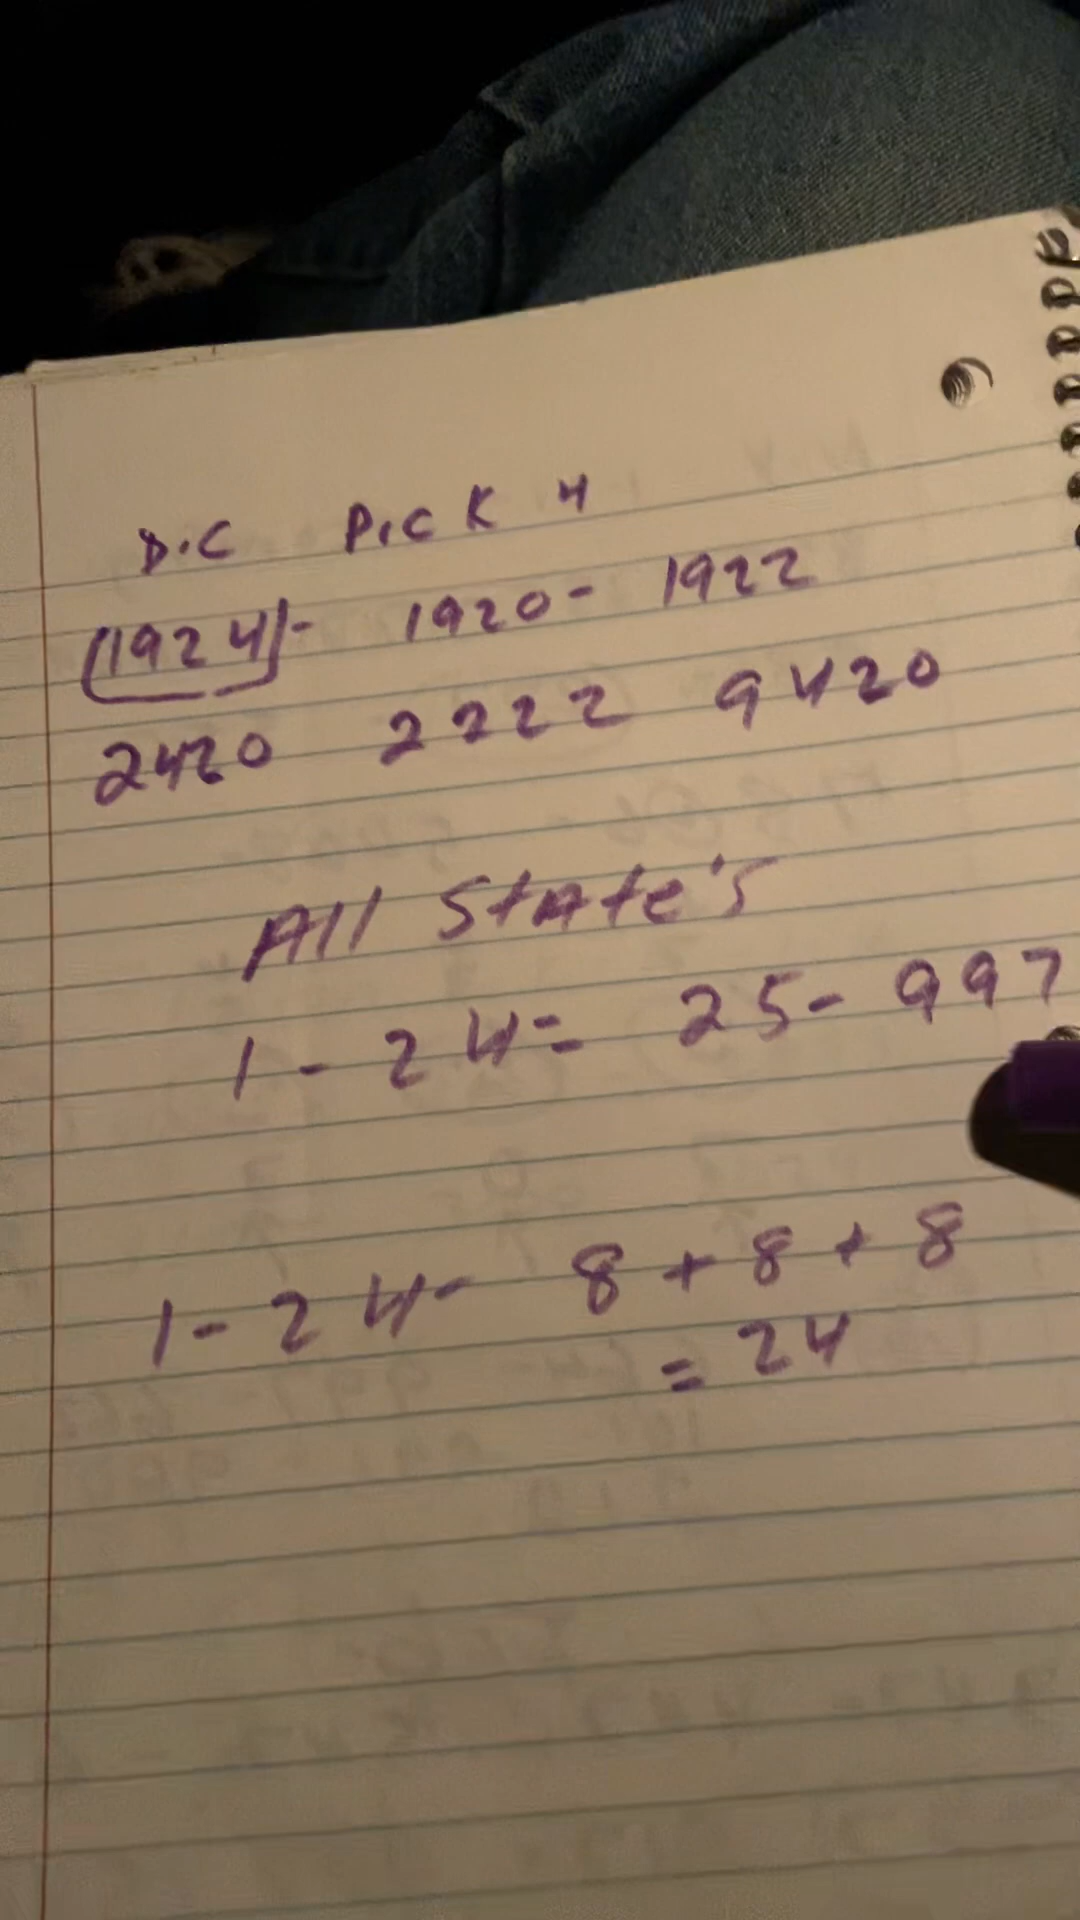 D.C PICK 4
(1924)- 1920- 1922
2420 2222 9420
All STATe's
1 - 24= 25- 997
1- 24- 8 + 8 + 8
= 24